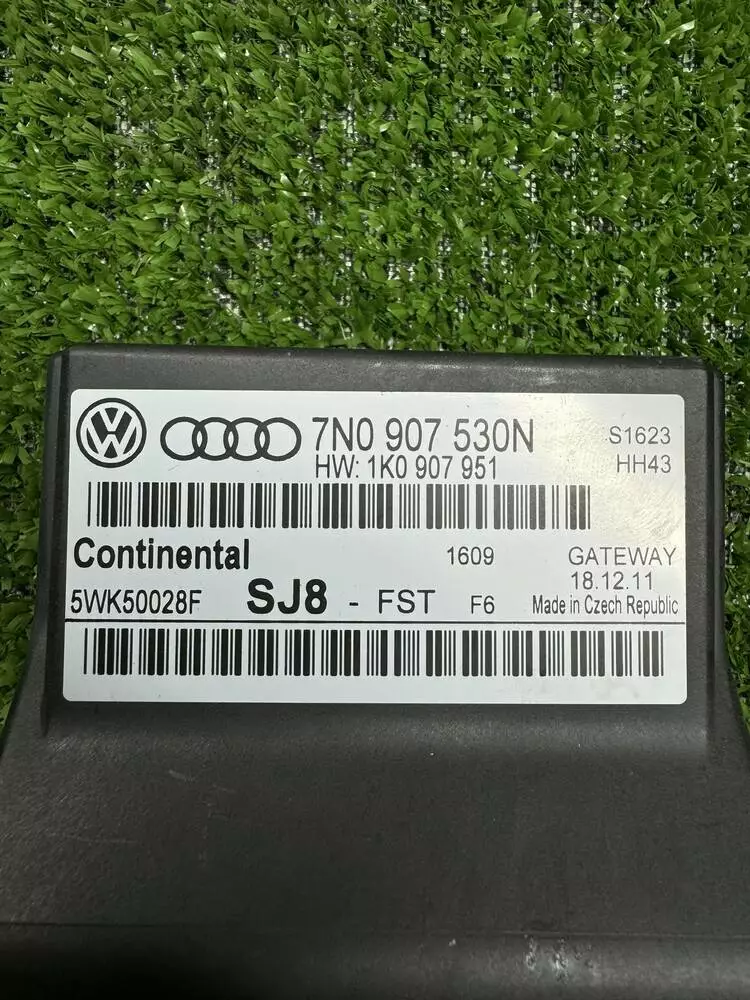 7N0 907 530N S1623
HW: 1K0 907 951 HH43
Continental 1609 GATEWAY
18.12.11
5WK50028F SJ8 - FST F6 Made in Czech Republic